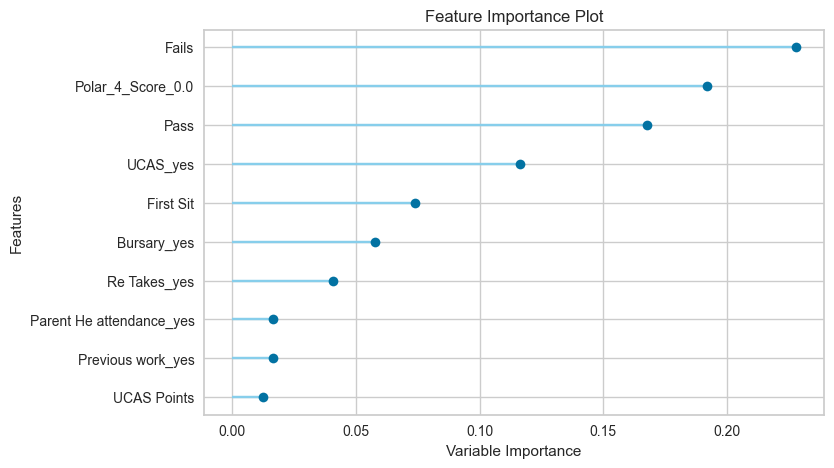 Feature Importance Plot
Features
Fails
Polar_4_Score_0.0
Pass
UCAS_yes
First Sit
Bursary_yes
Re Takes_yes
Parent He attendance_yes
Previous work_yes
UCAS Points
0.00 0.05 0.10 0.15 0.20
Variable Importance